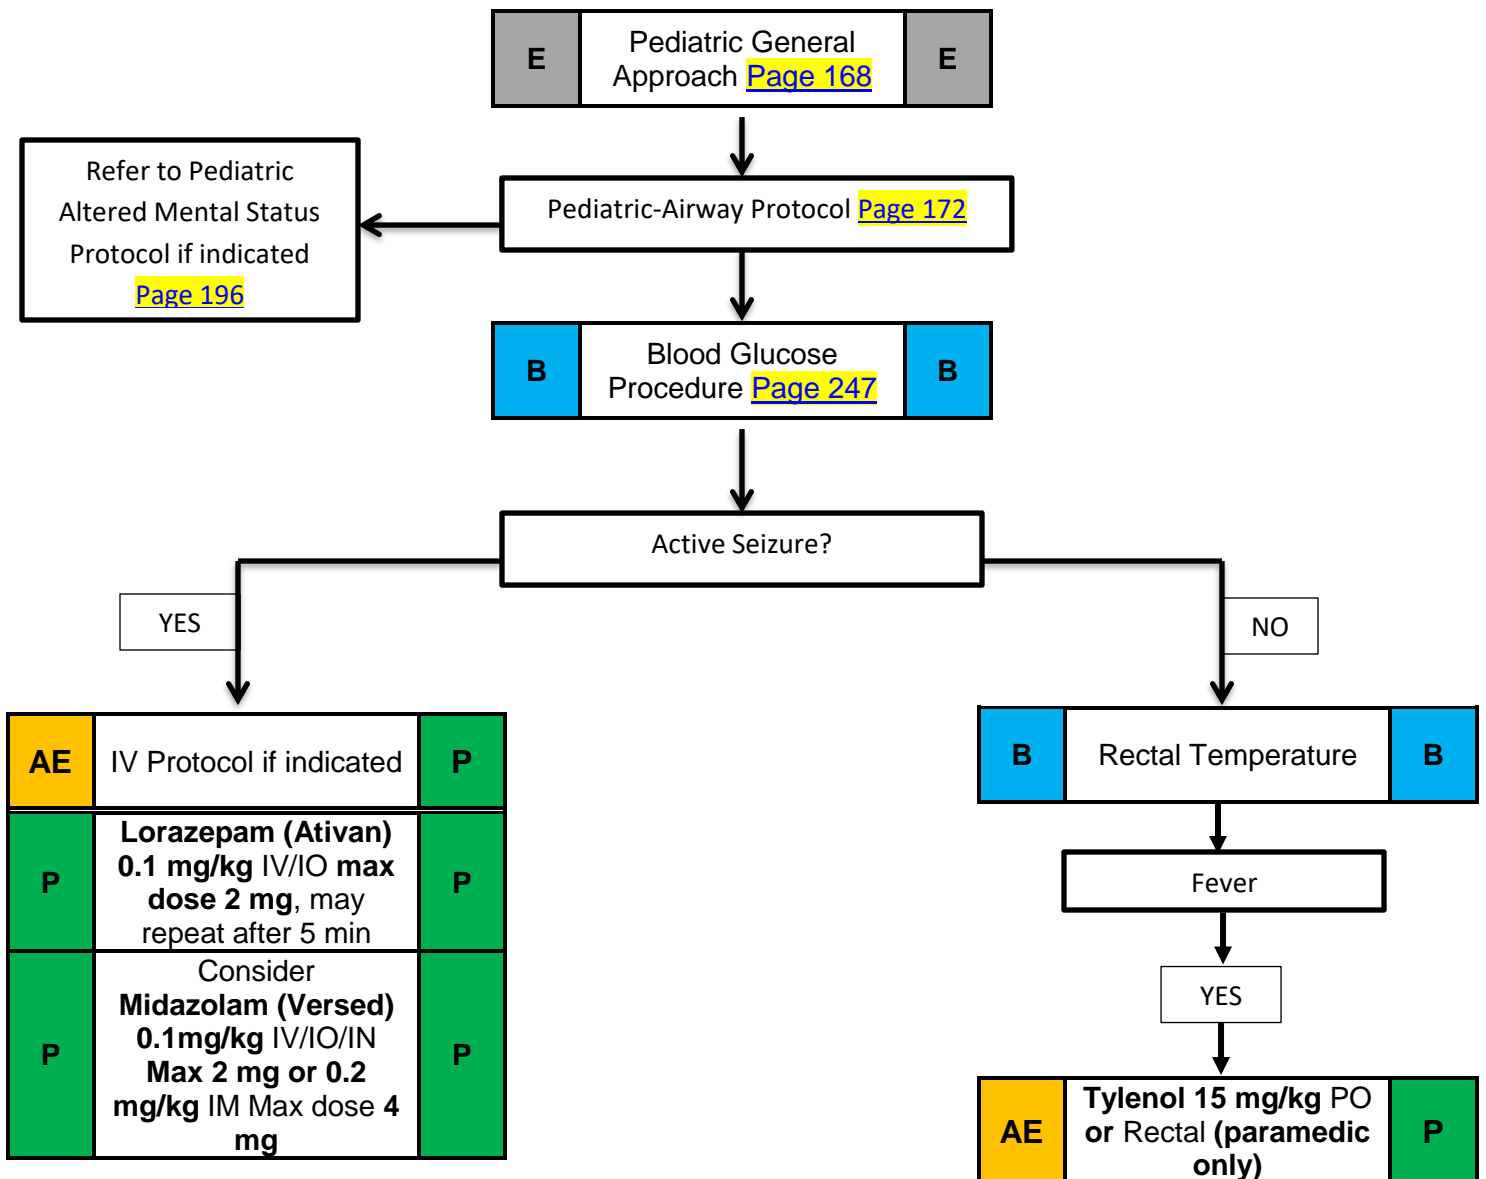 E
Pediatric General
Approach Page 168
E
Refer to Pediatric
Altered Mental Status
Protocol if indicated
Page 196
Pediatric-Airway Protocol Page 172
B
Blood Glucose
Procedure Page 247
B
Active Seizure?
YES
NO
AE
IV Protocol if indicated
P
P
Lorazepam (Ativan)
0.1 mg/kg IV/IO max
dose 2 mg, may
repeat after 5 min
P
P
Consider
Midazolam (Versed)
0.1mg/kg IV/IO/IN
Max 2 mg or 0.2
mg/kg IM Max dose 4
mg
P
B
Rectal Temperature
B
Fever
YES
AE
Tylenol 15 mg/kg PO
or Rectal (paramedic
only)
P